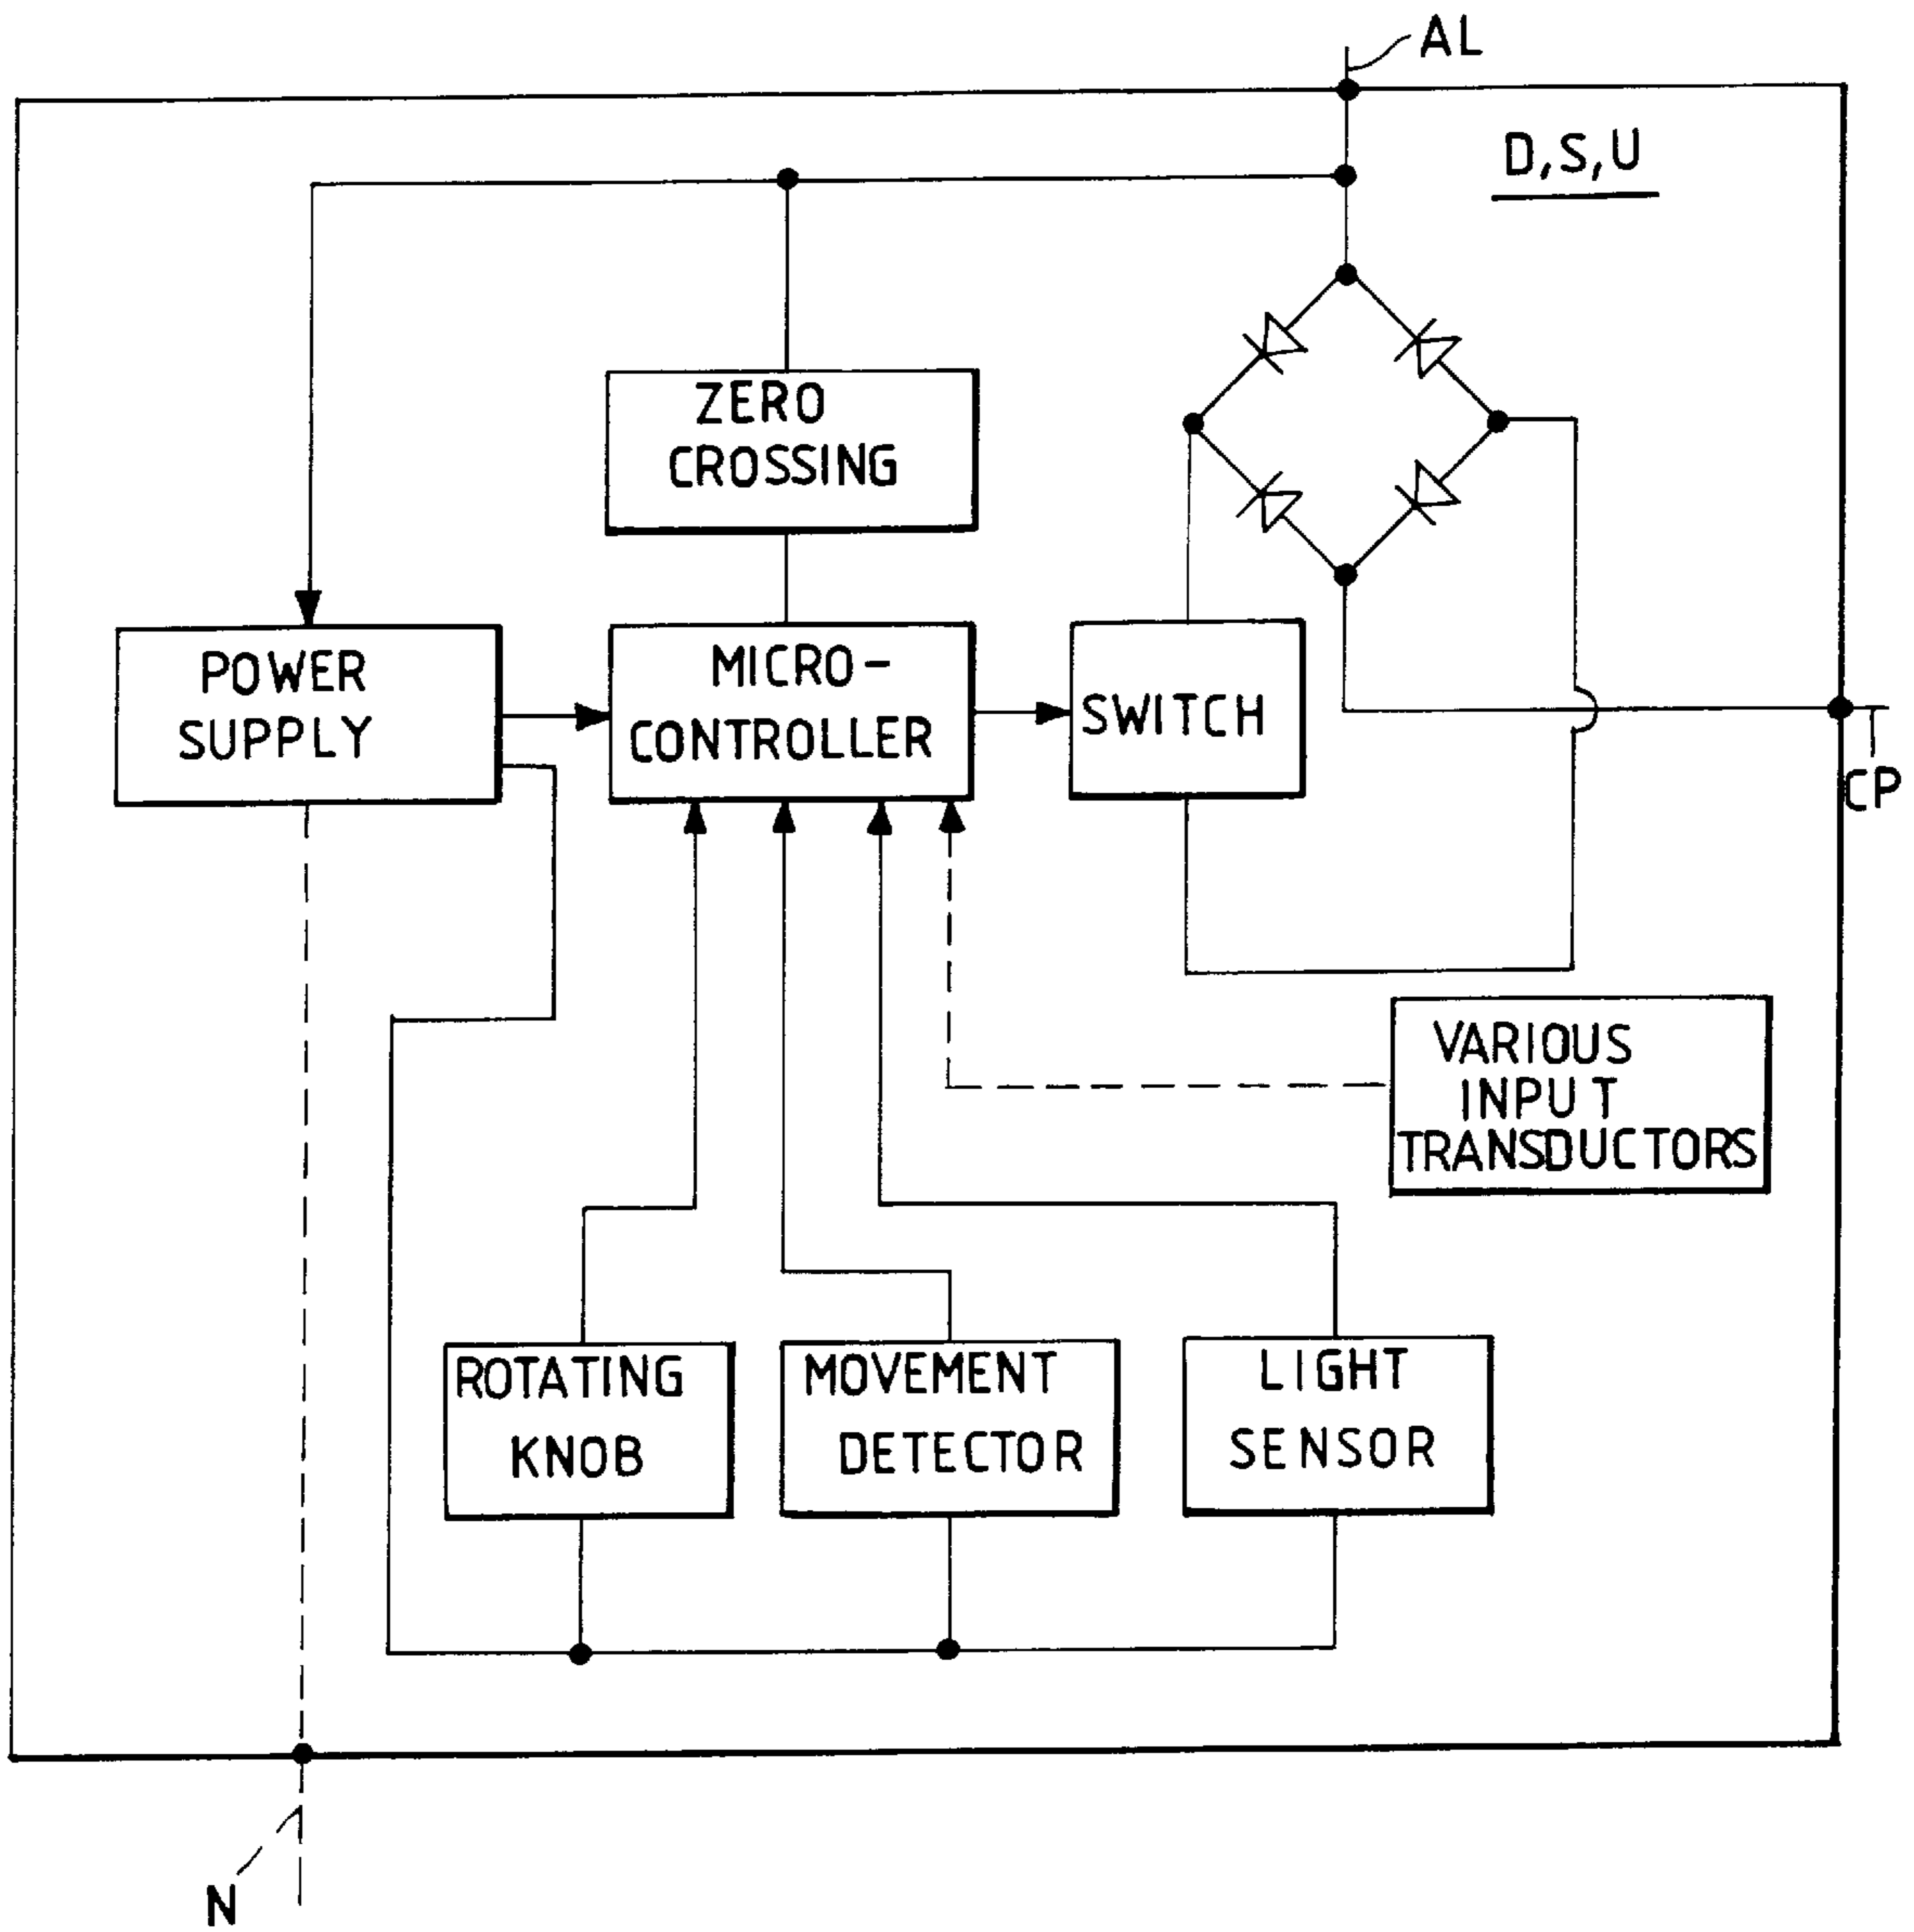 AL
D,S,U
ZERO
CROSSING
POWER
SUPPLY
MICRO-
CONTROLLER
SWITCH
CP
VARIOUS
INPUT
TRANSDUCTORS
ROTATING
KNOB
MOVEMENT
DETECTOR
LIGHT
SENSOR
N